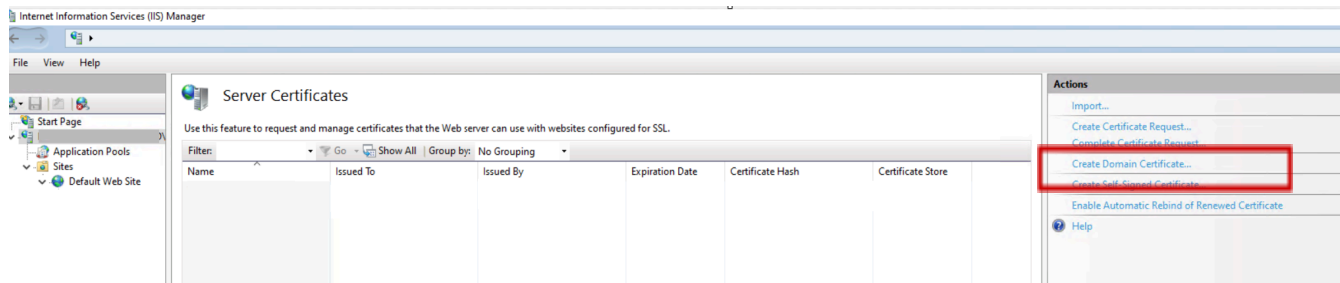 Internet Information Services (IIS) Manager
File View Help
Start Page
Application Pools
Sites
Default Web Site
Server Certificates
Use this feature to request and manage certificates that the Web server can use with websites configured for SSL.
Filter: Go Show All Group by: No Grouping
Name Issued To Issued By Expiration Date Certificate Hash Certificate Store
Actions
Import...
Create Certificate Request...
Complete Certificate Request...
Create Domain Certificate...
Create Self-Signed Certificate...
Enable Automatic Rebind of Renewed Certificate
Help